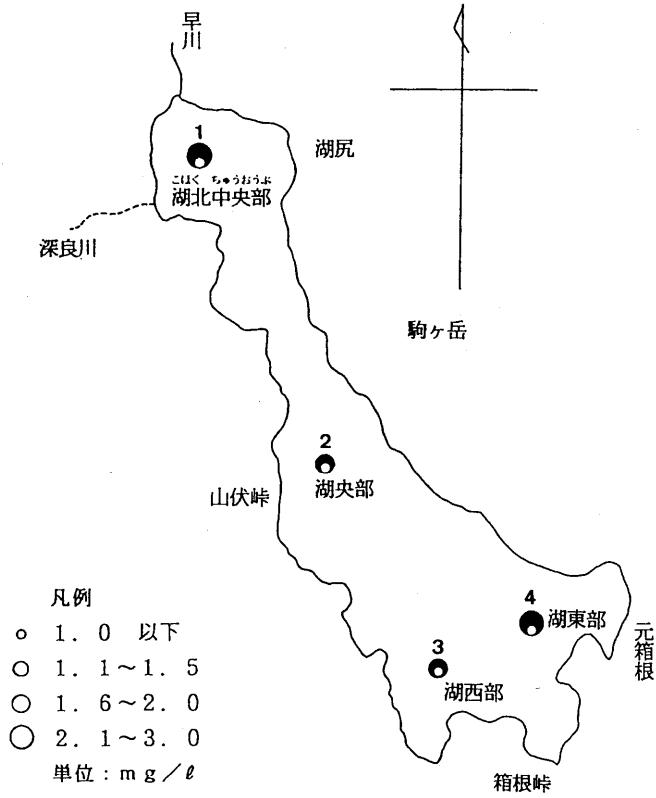 早川
1
湖尻
こほく ちゅうおうぶ
湖北中央部
深良川
駒ヶ岳
2
湖央部
山伏峠
4
湖東部
元箱根
3
湖西部
箱根峠
凡例
1．0 以下
1．1～1．5
1．6～2．0
2．1～3．0
単位：mg／ℓ